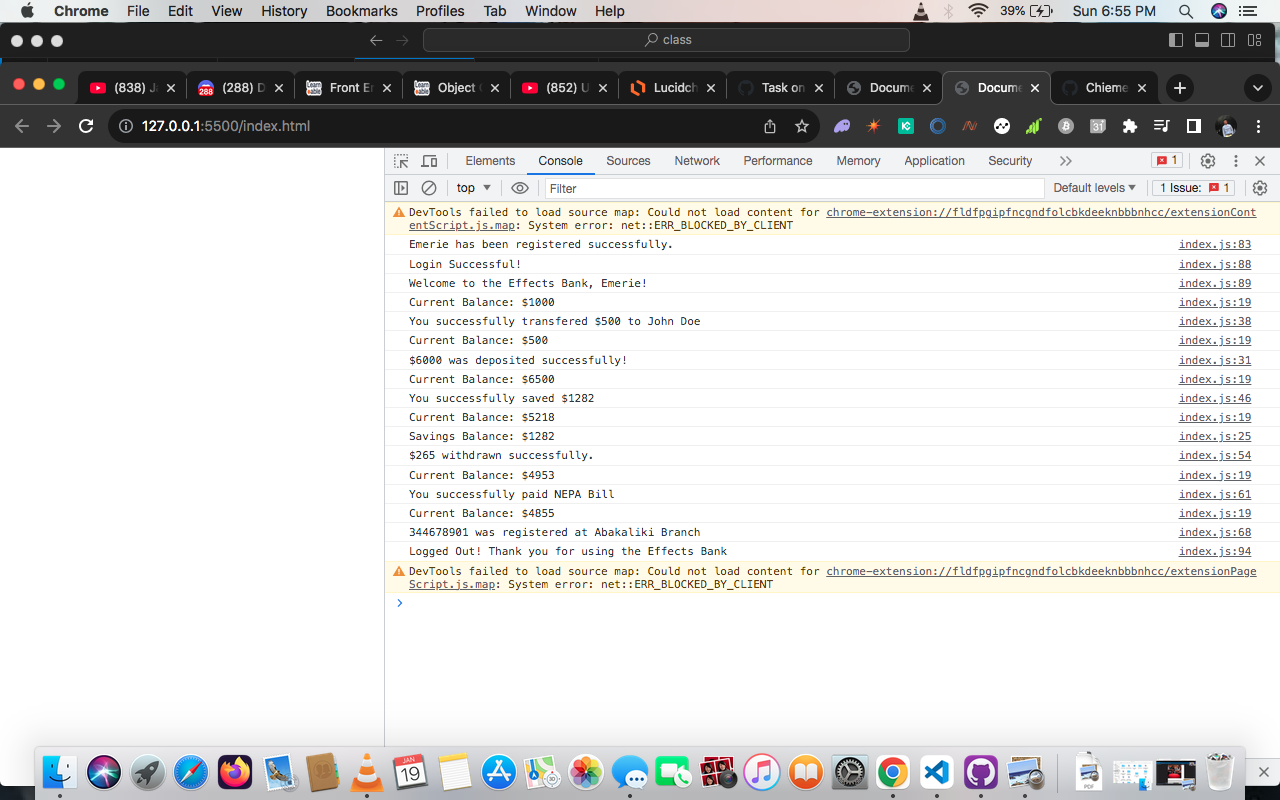 Chrome File Edit View History Bookmarks Profiles Tab Window Help 39% Sun 6:55 PM
class
(838) Ja (288) D Front Er Object O (852) U Lucidch Task on Docume Docume Chieme
127.0.0.1:5500/index.html
Elements Console Sources Network Performance Memory Application Security 1
top Filter Default levels 1 Issue: 1
DevTools failed to load source map: Could not load content for chrome-extension://fldfpgipfncgndfolcbkdeeknbbbnhcc/extensionCont
entScript.js.map: System error: net::ERR_BLOCKED_BY_CLIENT
Emerie has been registered successfully. index.js:83
Login Successful! index.js:88
Welcome to the Effects Bank, Emerie! index.js:89
Current Balance: $1000 index.js:19
You successfully transfered $500 to John Doe index.js:38
Current Balance: $500 index.js:19
$6000 was deposited successfully! index.js:31
Current Balance: $6500 index.js:19
You successfully saved $1282 index.js:46
Current Balance: $5218 index.js:19
Savings Balance: $1282 index.js:25
$265 withdrawn successfully. index.js:54
Current Balance: $4953 index.js:19
You successfully paid NEPA Bill index.js:61
Current Balance: $4855 index.js:19
344678901 was registered at Abakaliki Branch index.js:68
Logged Out! Thank you for using the Effects Bank index.js:94
DevTools failed to load source map: Could not load content for chrome-extension://fldfpgipfncgndfolcbkdeeknbbbnhcc/extensionPage
Script.js.map: System error: net::ERR_BLOCKED_BY_CLIENT
JAN
19
PDF